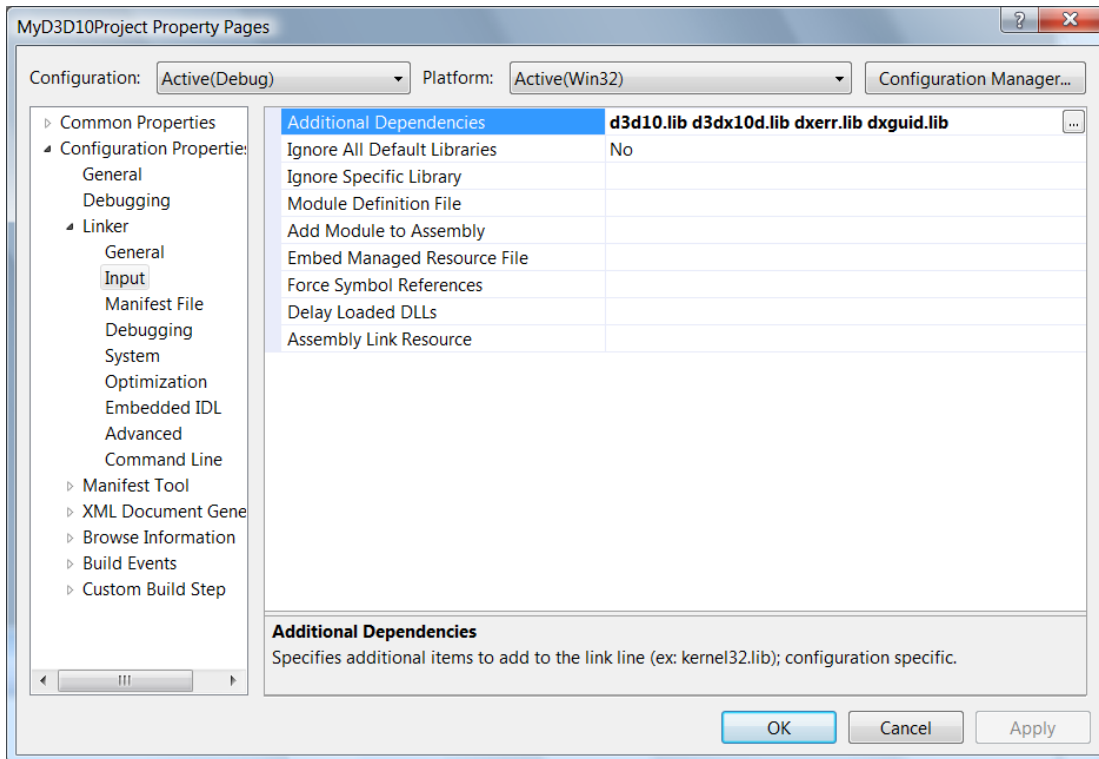 MyD3D10Project Property Pages
Configuration: Active(Debug) Platform: Active(Win32) Configuration Manager...
Common Properties
Configuration Propertie
General
Debugging
Linker
General
Input
Manifest File
Debugging
System
Optimization
Embedded IDL
Advanced
Command Line
Manifest Tool
XML Document Gene
Browse Information
Build Events
Custom Build Step
Additional Dependencies d3d10.lib d3dx10d.lib dxerr.lib dxguid.lib ...
Ignore All Default Libraries No
Ignore Specific Library
Module Definition File
Add Module to Assembly
Embed Managed Resource File
Force Symbol References
Delay Loaded DLLs
Assembly Link Resource
Additional Dependencies
Specifies additional items to add to the link line (ex: kernel32.lib); configuration specific.
OK Cancel Apply